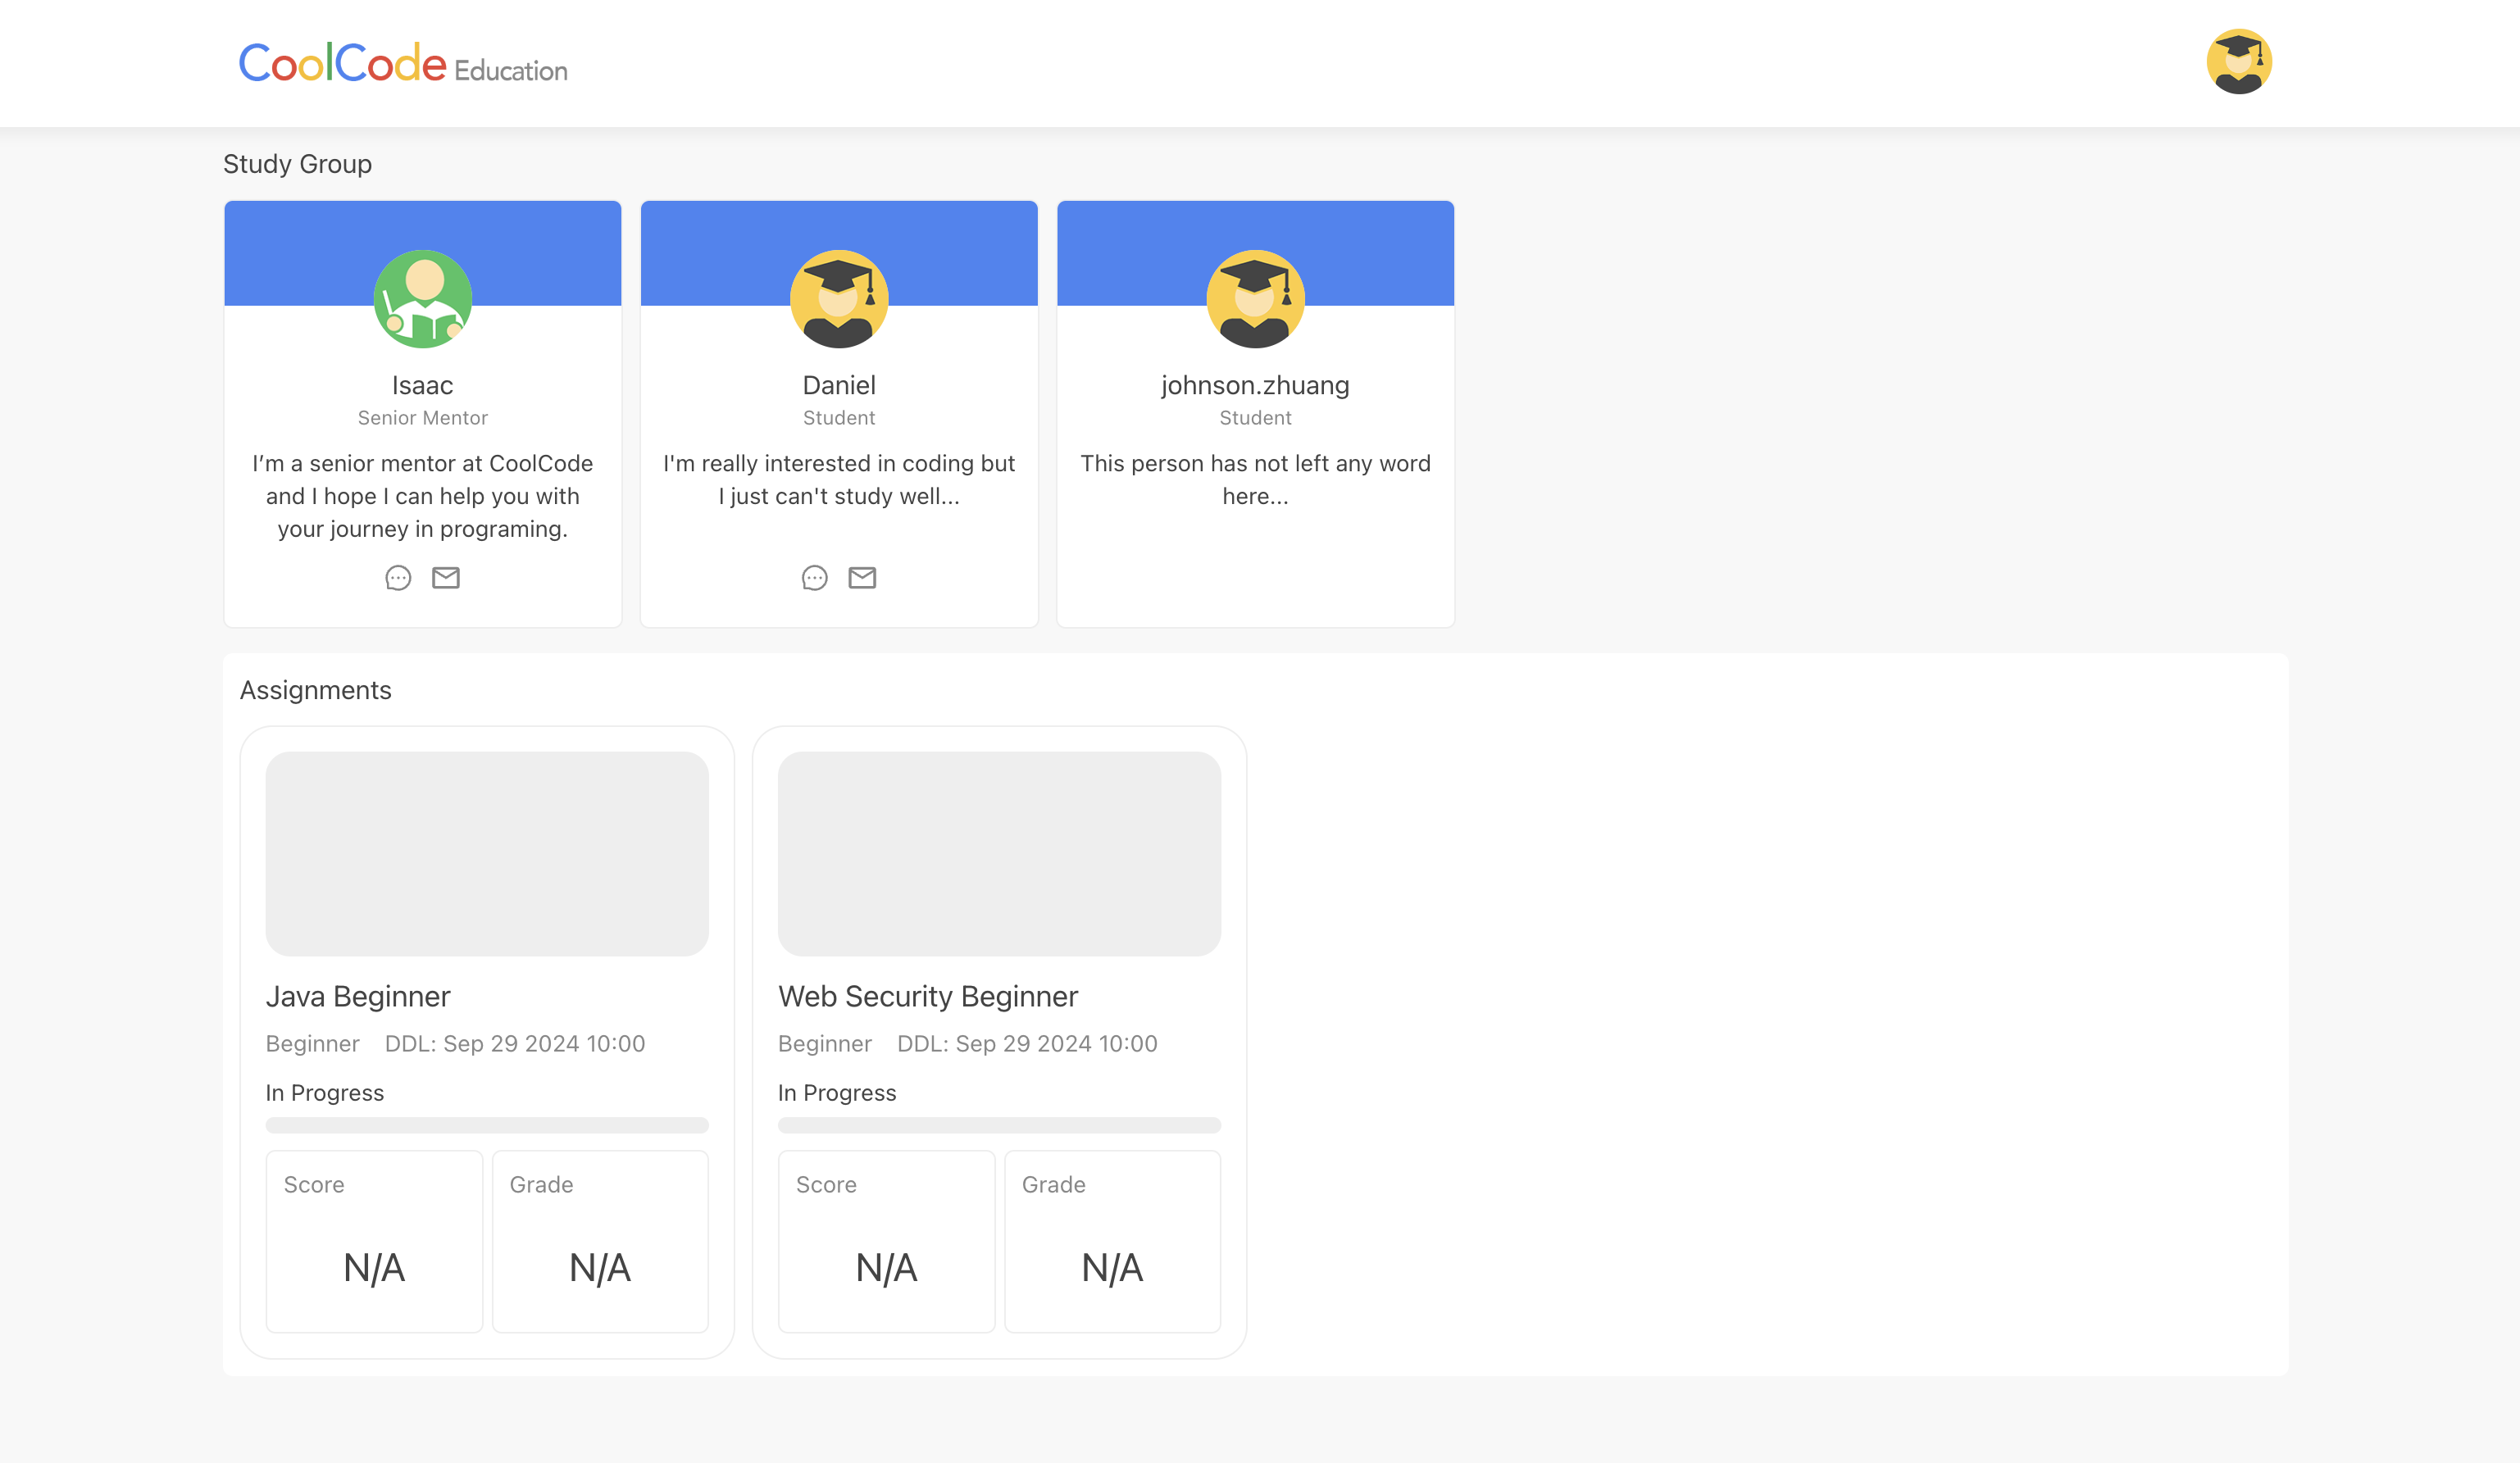 CoolCode Education
Study Group
Isaac
Senior Mentor
I’m a senior mentor at CoolCode
and I hope I can help you with
your journey in programing.
Daniel
Student
I'm really interested in coding but
I just can't study well...
johnson.zhuang
Student
This person has not left any word
here...
Assignments
Java Beginner
Beginner DDL: Sep 29 2024 10:00
In Progress
Score
N/A
Grade
N/A
Web Security Beginner
Beginner DDL: Sep 29 2024 10:00
In Progress
Score
N/A
Grade
N/A